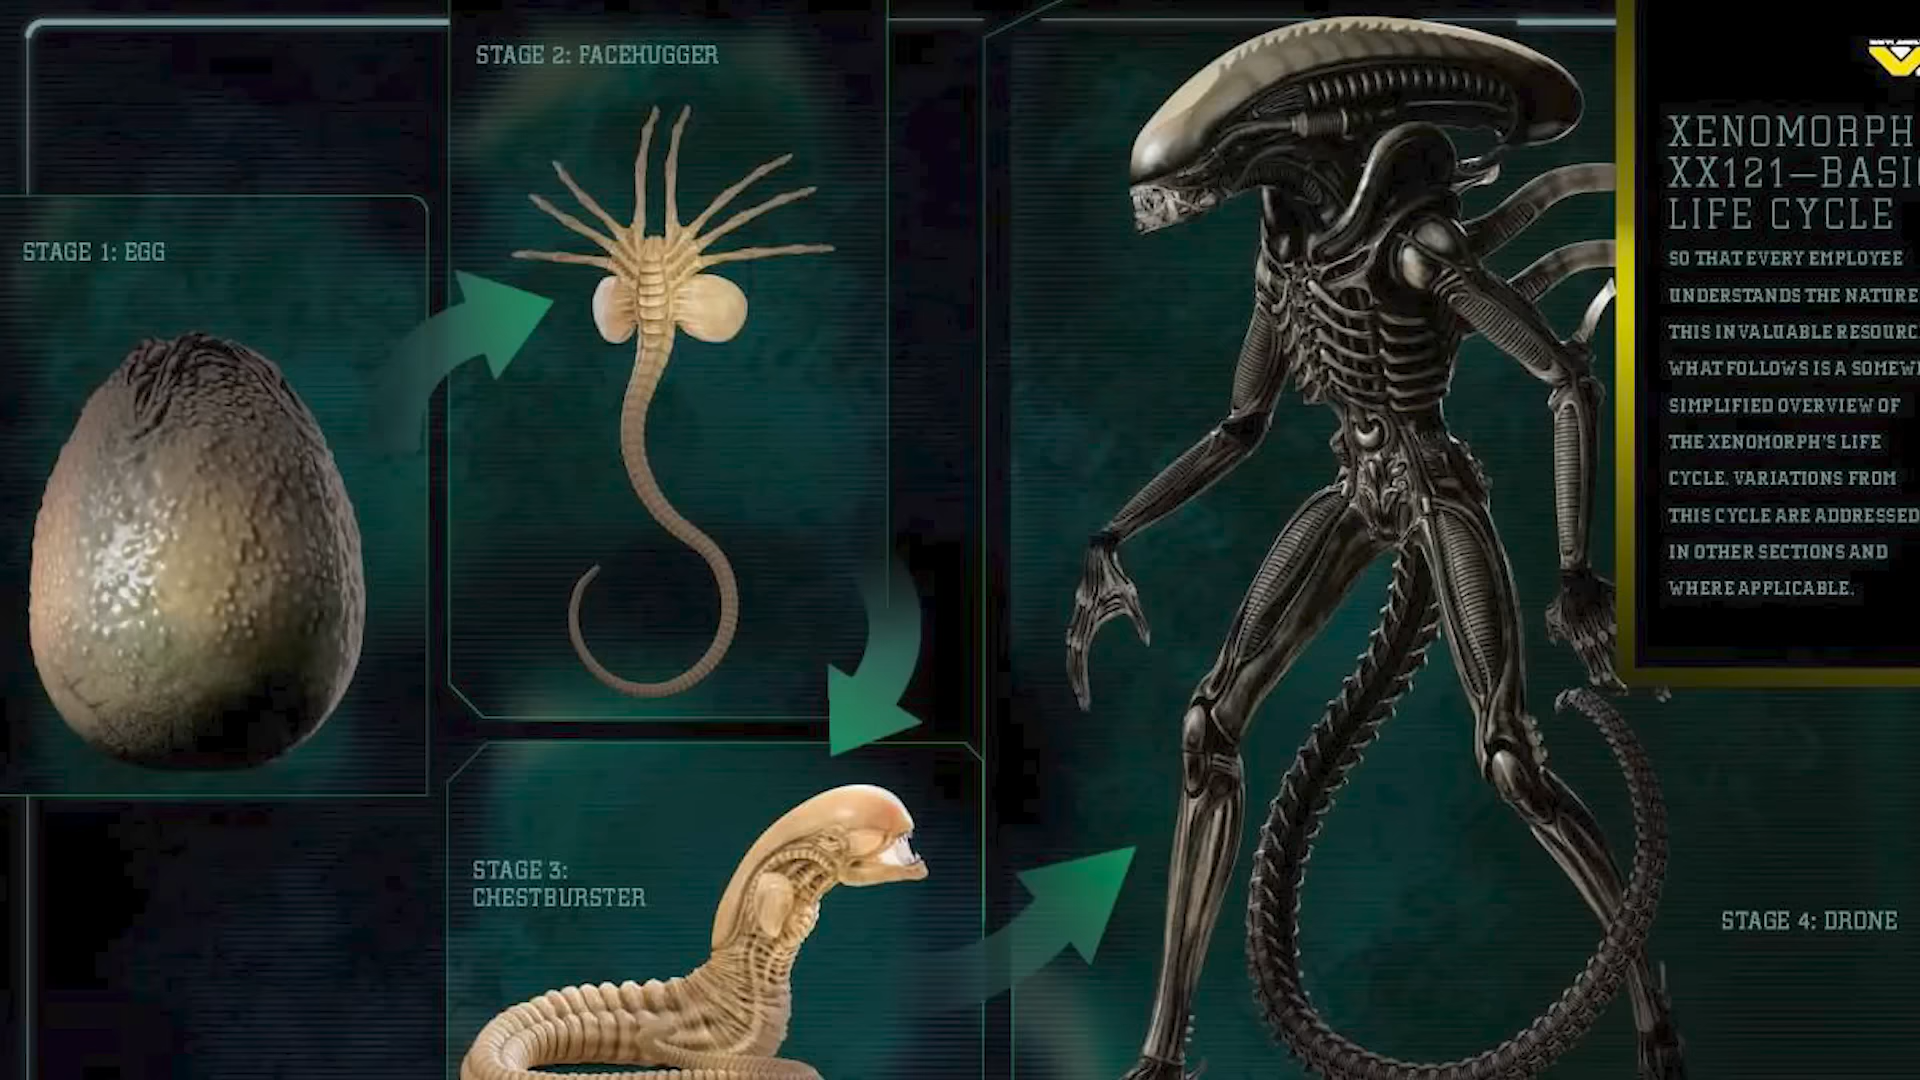 STAGE 1: EGG
STAGE 2: FACEHUGGER
STAGE 3:
CHESTBURSTER
STAGE 4: DRONE
XENOMORPH
XX121—BASIC
LIFE CYCLE
SO THAT EVERY EMPLOYEE
UNDERSTANDS THE NATURE
THIS INVALUABLE RESOURC
WHAT FOLLOWS IS A SOMEW
SIMPLIFIED OVERVIEW OF
THE XENOMORPH'S LIFE
CYCLE. VARIATIONS FROM
THIS CYCLE ARE ADDRESSED
IN OTHER SECTIONS AND
WHERE APPLICABLE.